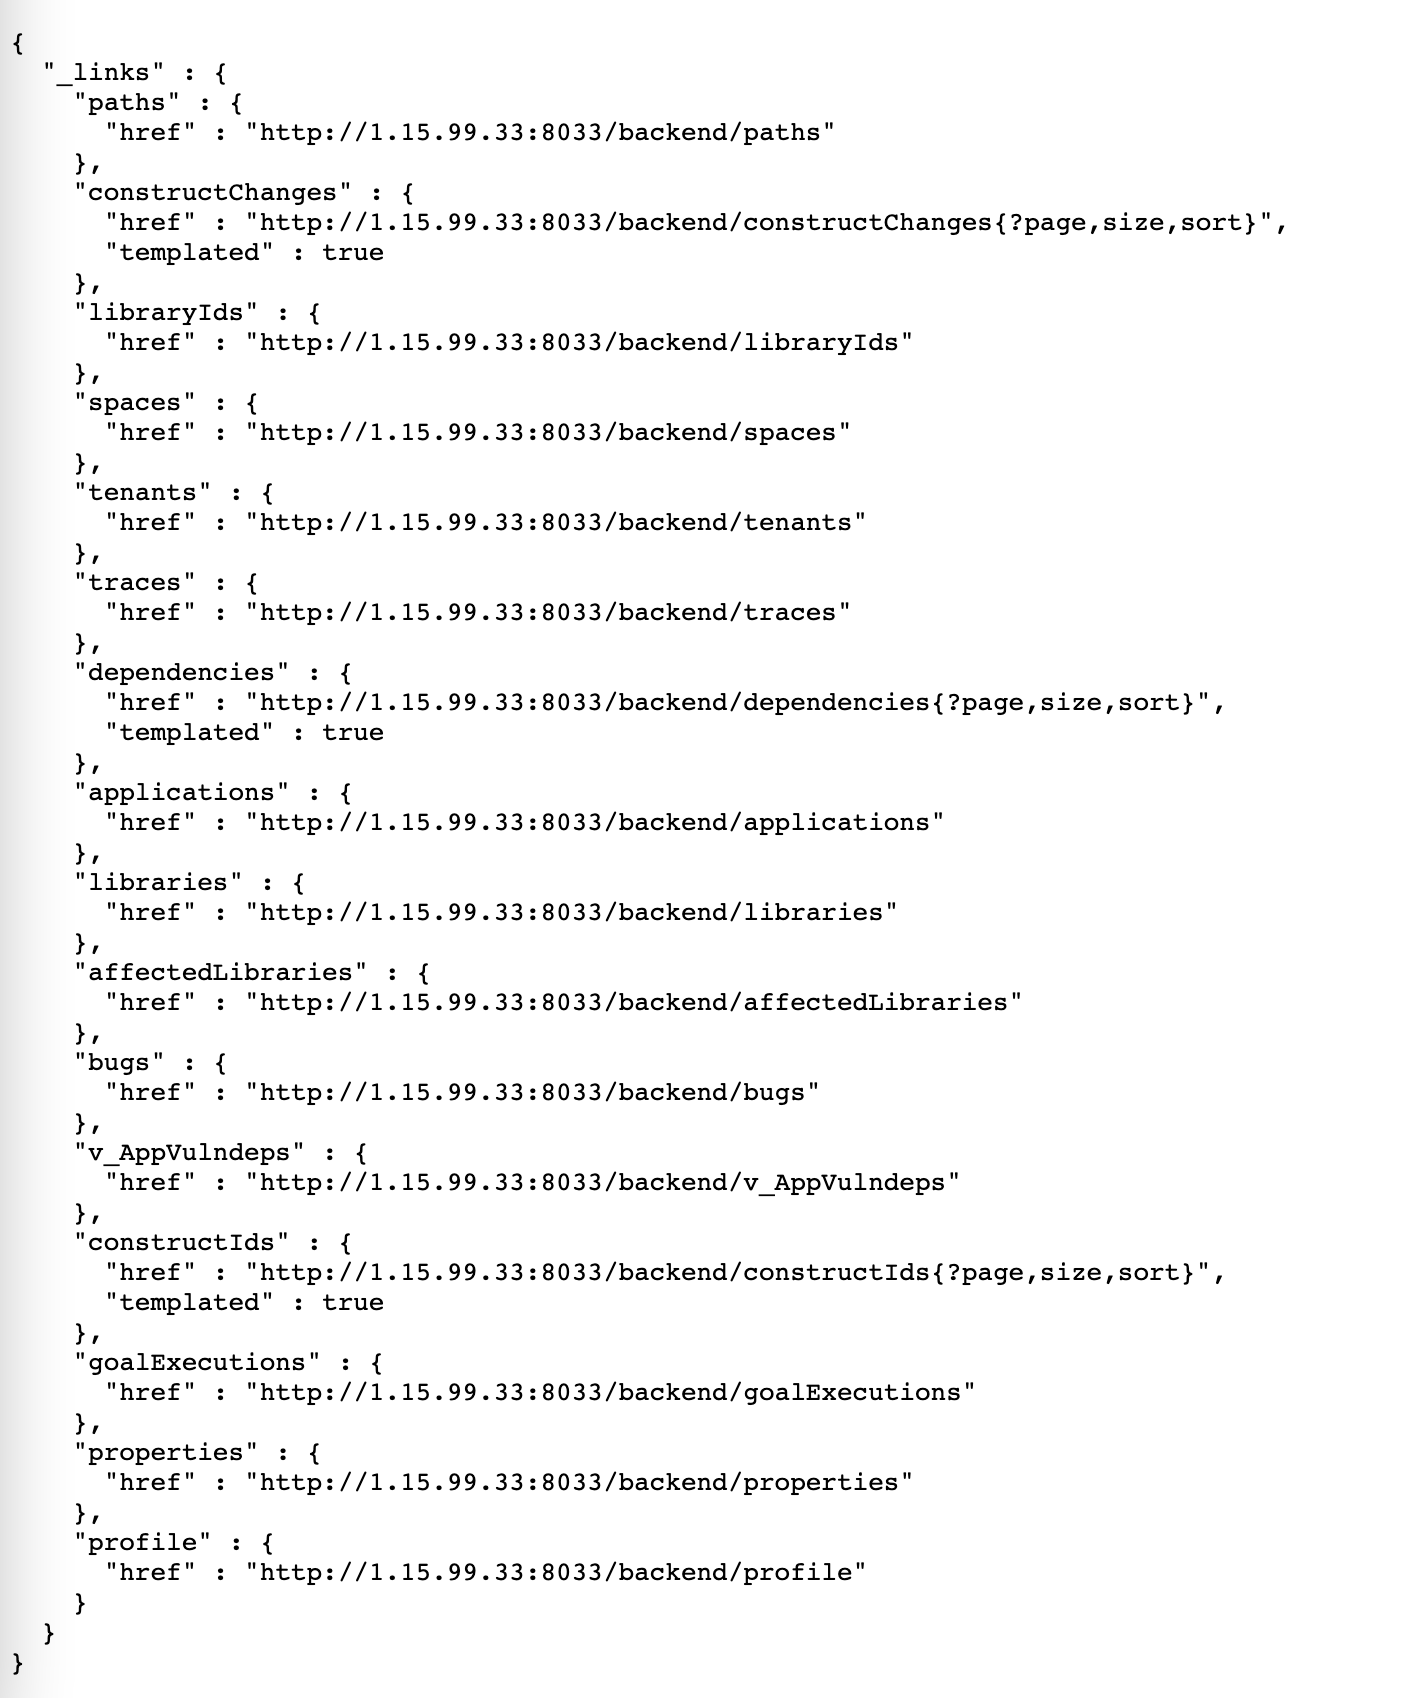 {
  "_links" : {
    "paths" : {
      "href" : "http://1.15.99.33:8033/backend/paths"
    },
    "constructChanges" : {
      "href" : "http://1.15.99.33:8033/backend/constructChanges{?page,size,sort}",
      "templated" : true
    },
    "libraryIds" : {
      "href" : "http://1.15.99.33:8033/backend/libraryIds"
    },
    "spaces" : {
      "href" : "http://1.15.99.33:8033/backend/spaces"
    },
    "tenants" : {
      "href" : "http://1.15.99.33:8033/backend/tenants"
    },
    "traces" : {
      "href" : "http://1.15.99.33:8033/backend/traces"
    },
    "dependencies" : {
      "href" : "http://1.15.99.33:8033/backend/dependencies{?page,size,sort}",
      "templated" : true
    },
    "applications" : {
      "href" : "http://1.15.99.33:8033/backend/applications"
    },
    "libraries" : {
      "href" : "http://1.15.99.33:8033/backend/libraries"
    },
    "affectedLibraries" : {
      "href" : "http://1.15.99.33:8033/backend/affectedLibraries"
    },
    "bugs" : {
      "href" : "http://1.15.99.33:8033/backend/bugs"
    },
    "v_AppVulndeps" : {
      "href" : "http://1.15.99.33:8033/backend/v_AppVulndeps"
    },
    "constructIds" : {
      "href" : "http://1.15.99.33:8033/backend/constructIds{?page,size,sort}",
      "templated" : true
    },
    "goalExecutions" : {
      "href" : "http://1.15.99.33:8033/backend/goalExecutions"
    },
    "properties" : {
      "href" : "http://1.15.99.33:8033/backend/properties"
    },
    "profile" : {
      "href" : "http://1.15.99.33:8033/backend/profile"
    }
  }
}